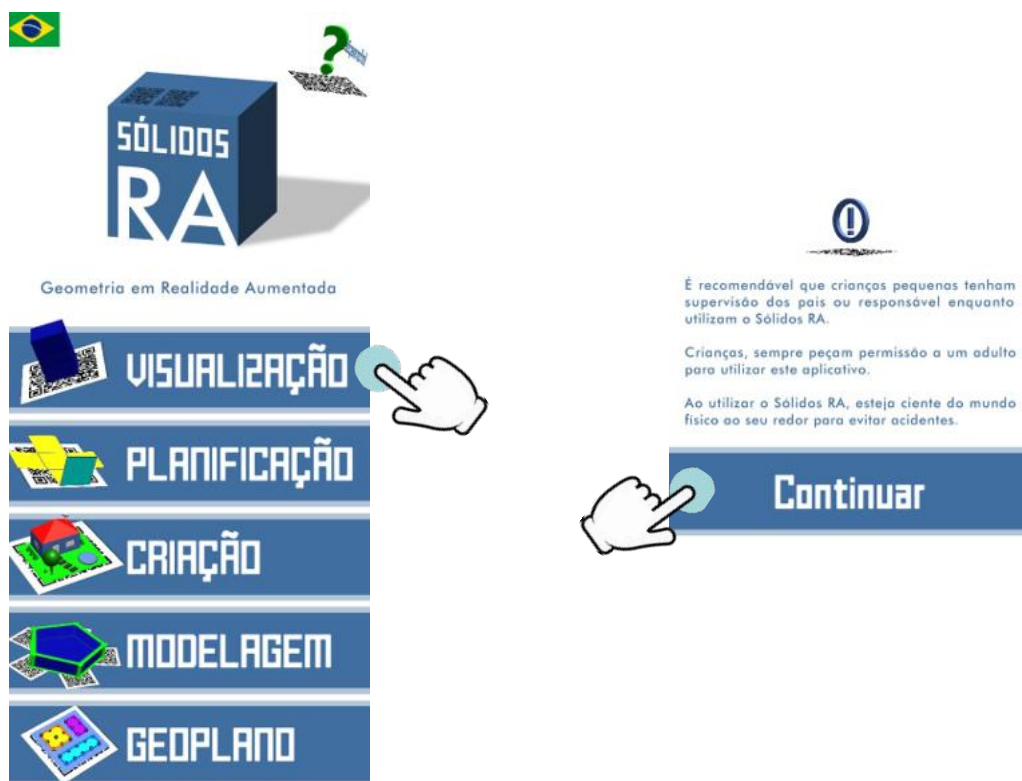 SÓLIDOS
RA
Geometria em Realidade Aumentada
VISUALIZAÇÃO
PLANIFICAÇÃO
CRIAÇÃO
MODELAGEM
GEOPLANO
É recomendável que crianças pequenas tenham
supervisão dos pais ou responsável enquanto
utilizam o Sólidos RA.
Crianças, sempre peçam permissão a um adulto
para utilizar este aplicativo.
Ao utilizar o Sólidos RA, esteja ciente do mundo
físico ao seu redor para evitar acidentes.
Continuar